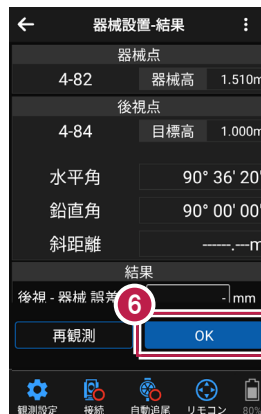 器械設置-結果
器械点
4-82 器械高 1.510m
後視点
4-84 目標高 1.000m
水平角 90° 36' 20
鉛直角 90° 00' 00'
斜距離 -----.---m
結果
後視 - 器械 誤差 - mm
6
再観測 OK
観測設定 接続 自動追尾 リモコン 80%